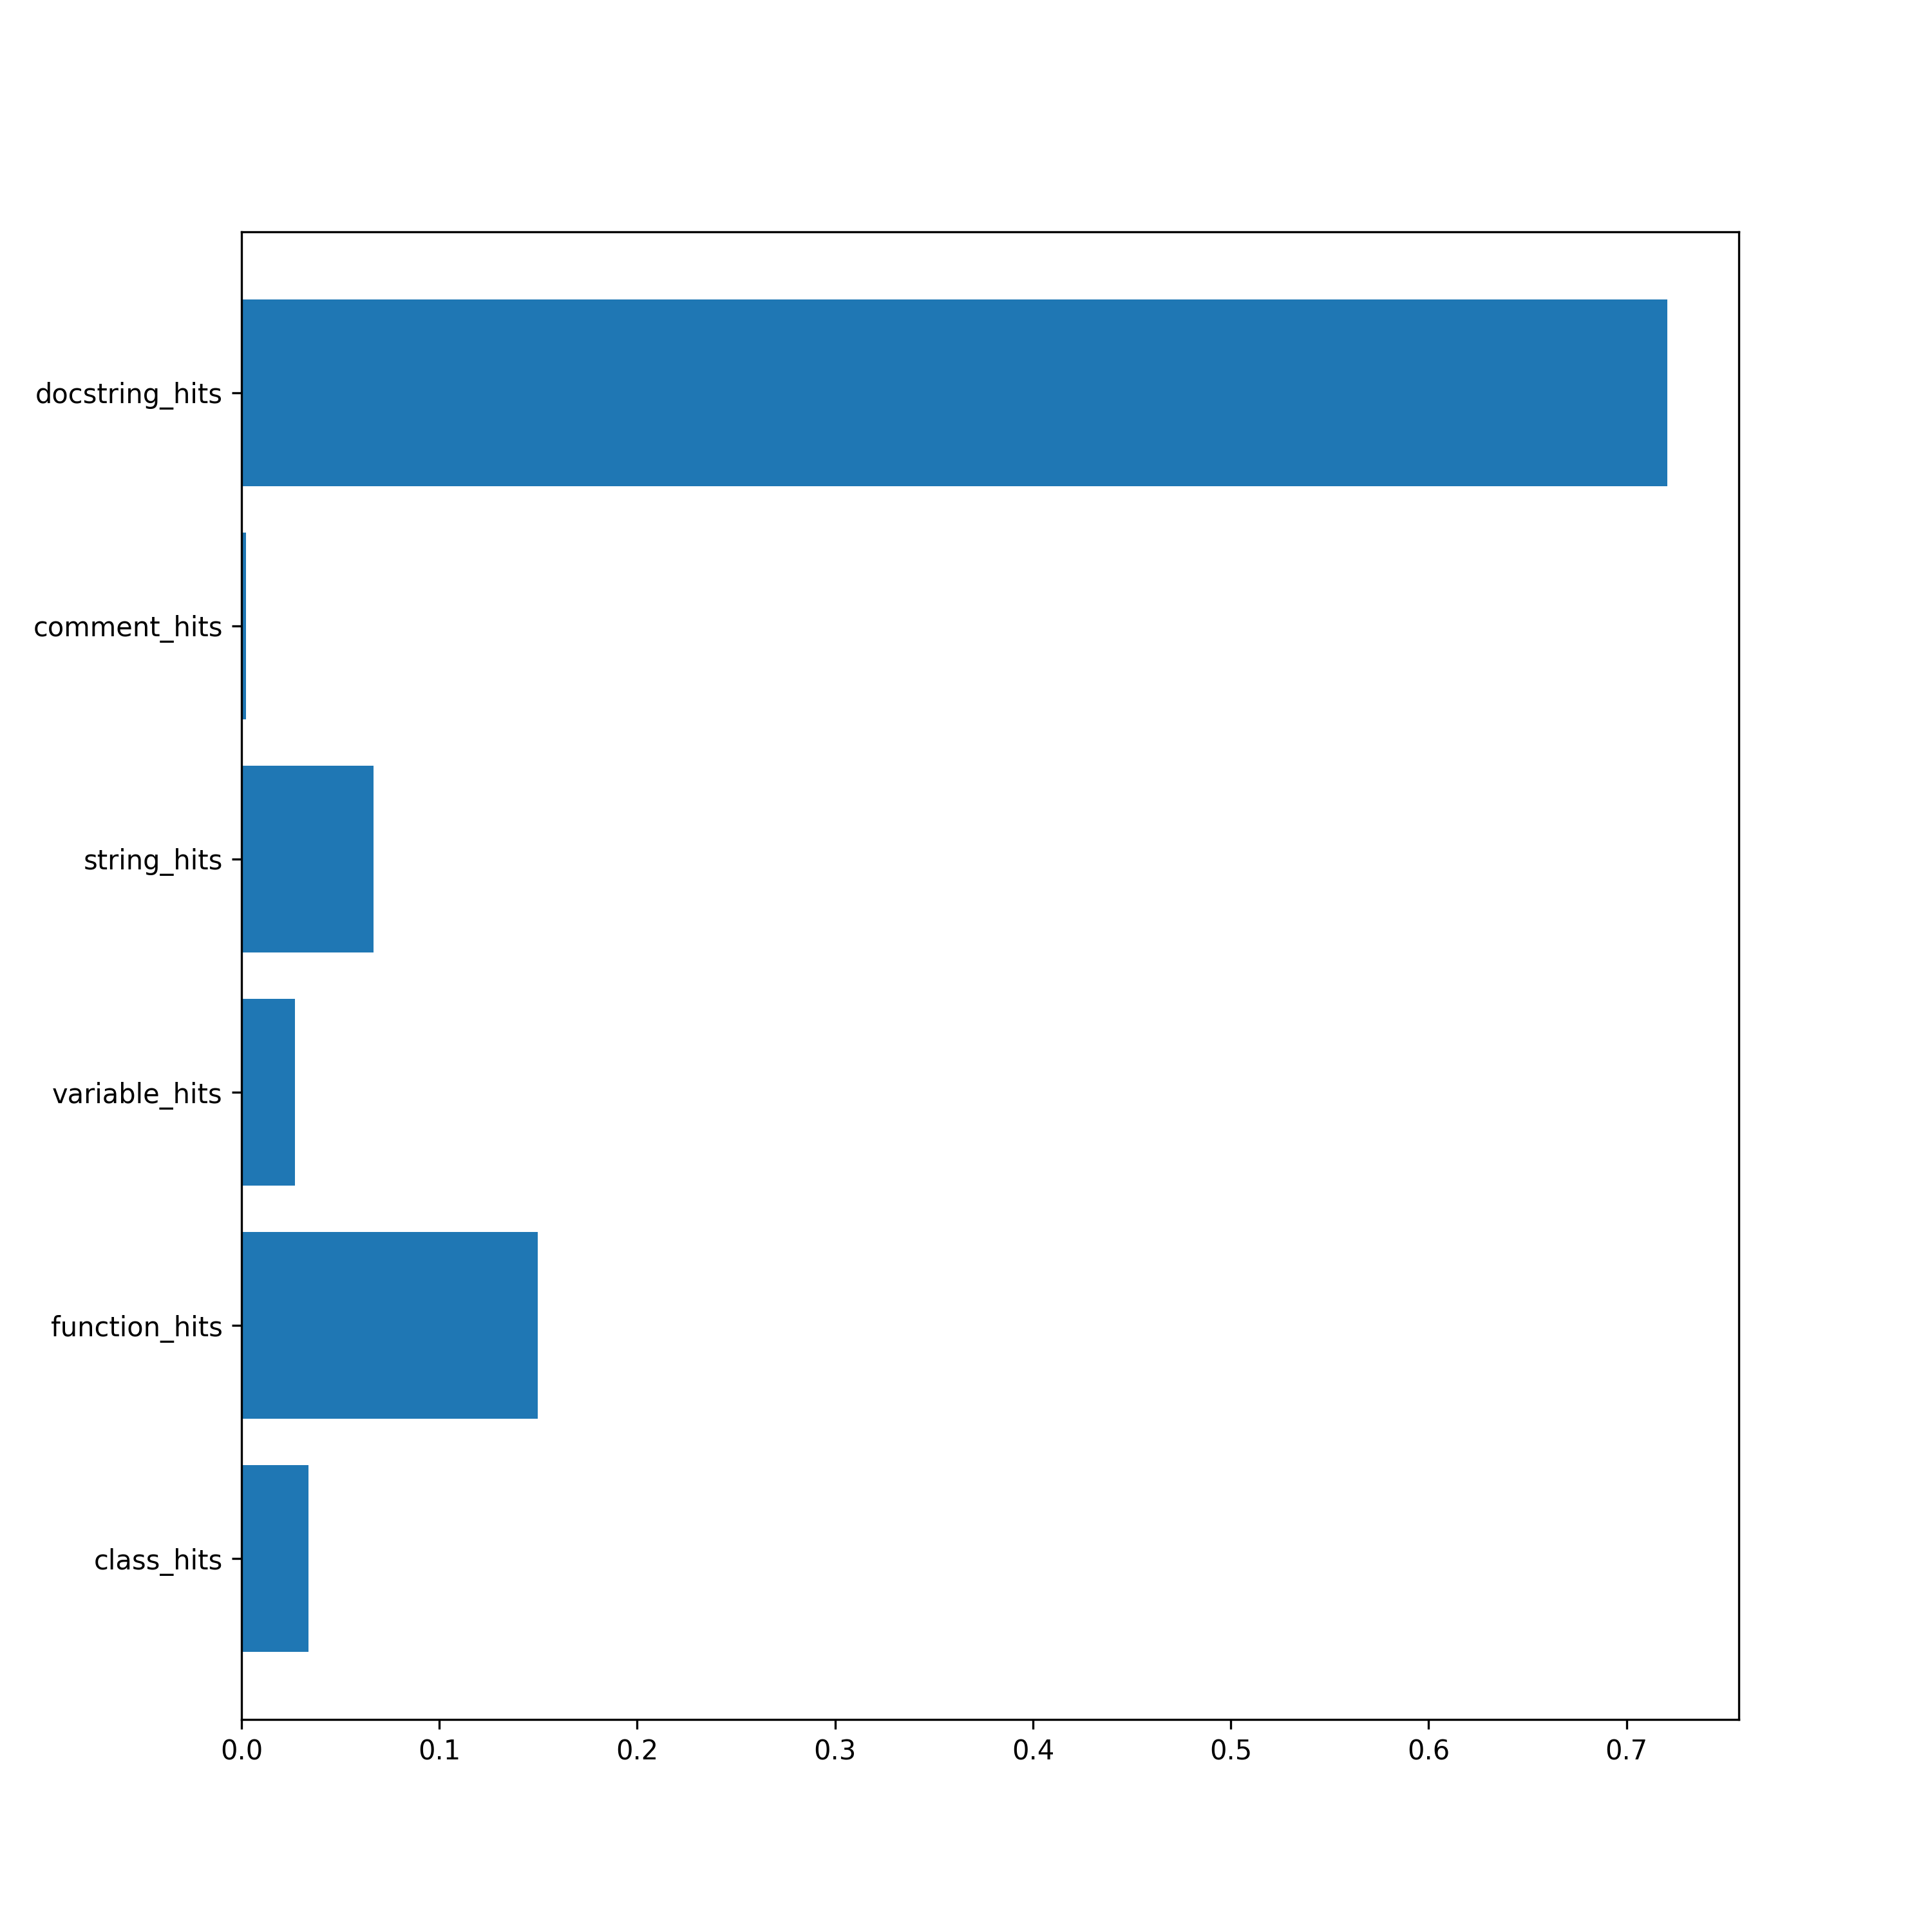 docstring_hits
comment_hits
string_hits
variable_hits
function_hits
class_hits
0.0 0.1 0.2 0.3 0.4 0.5 0.6 0.7